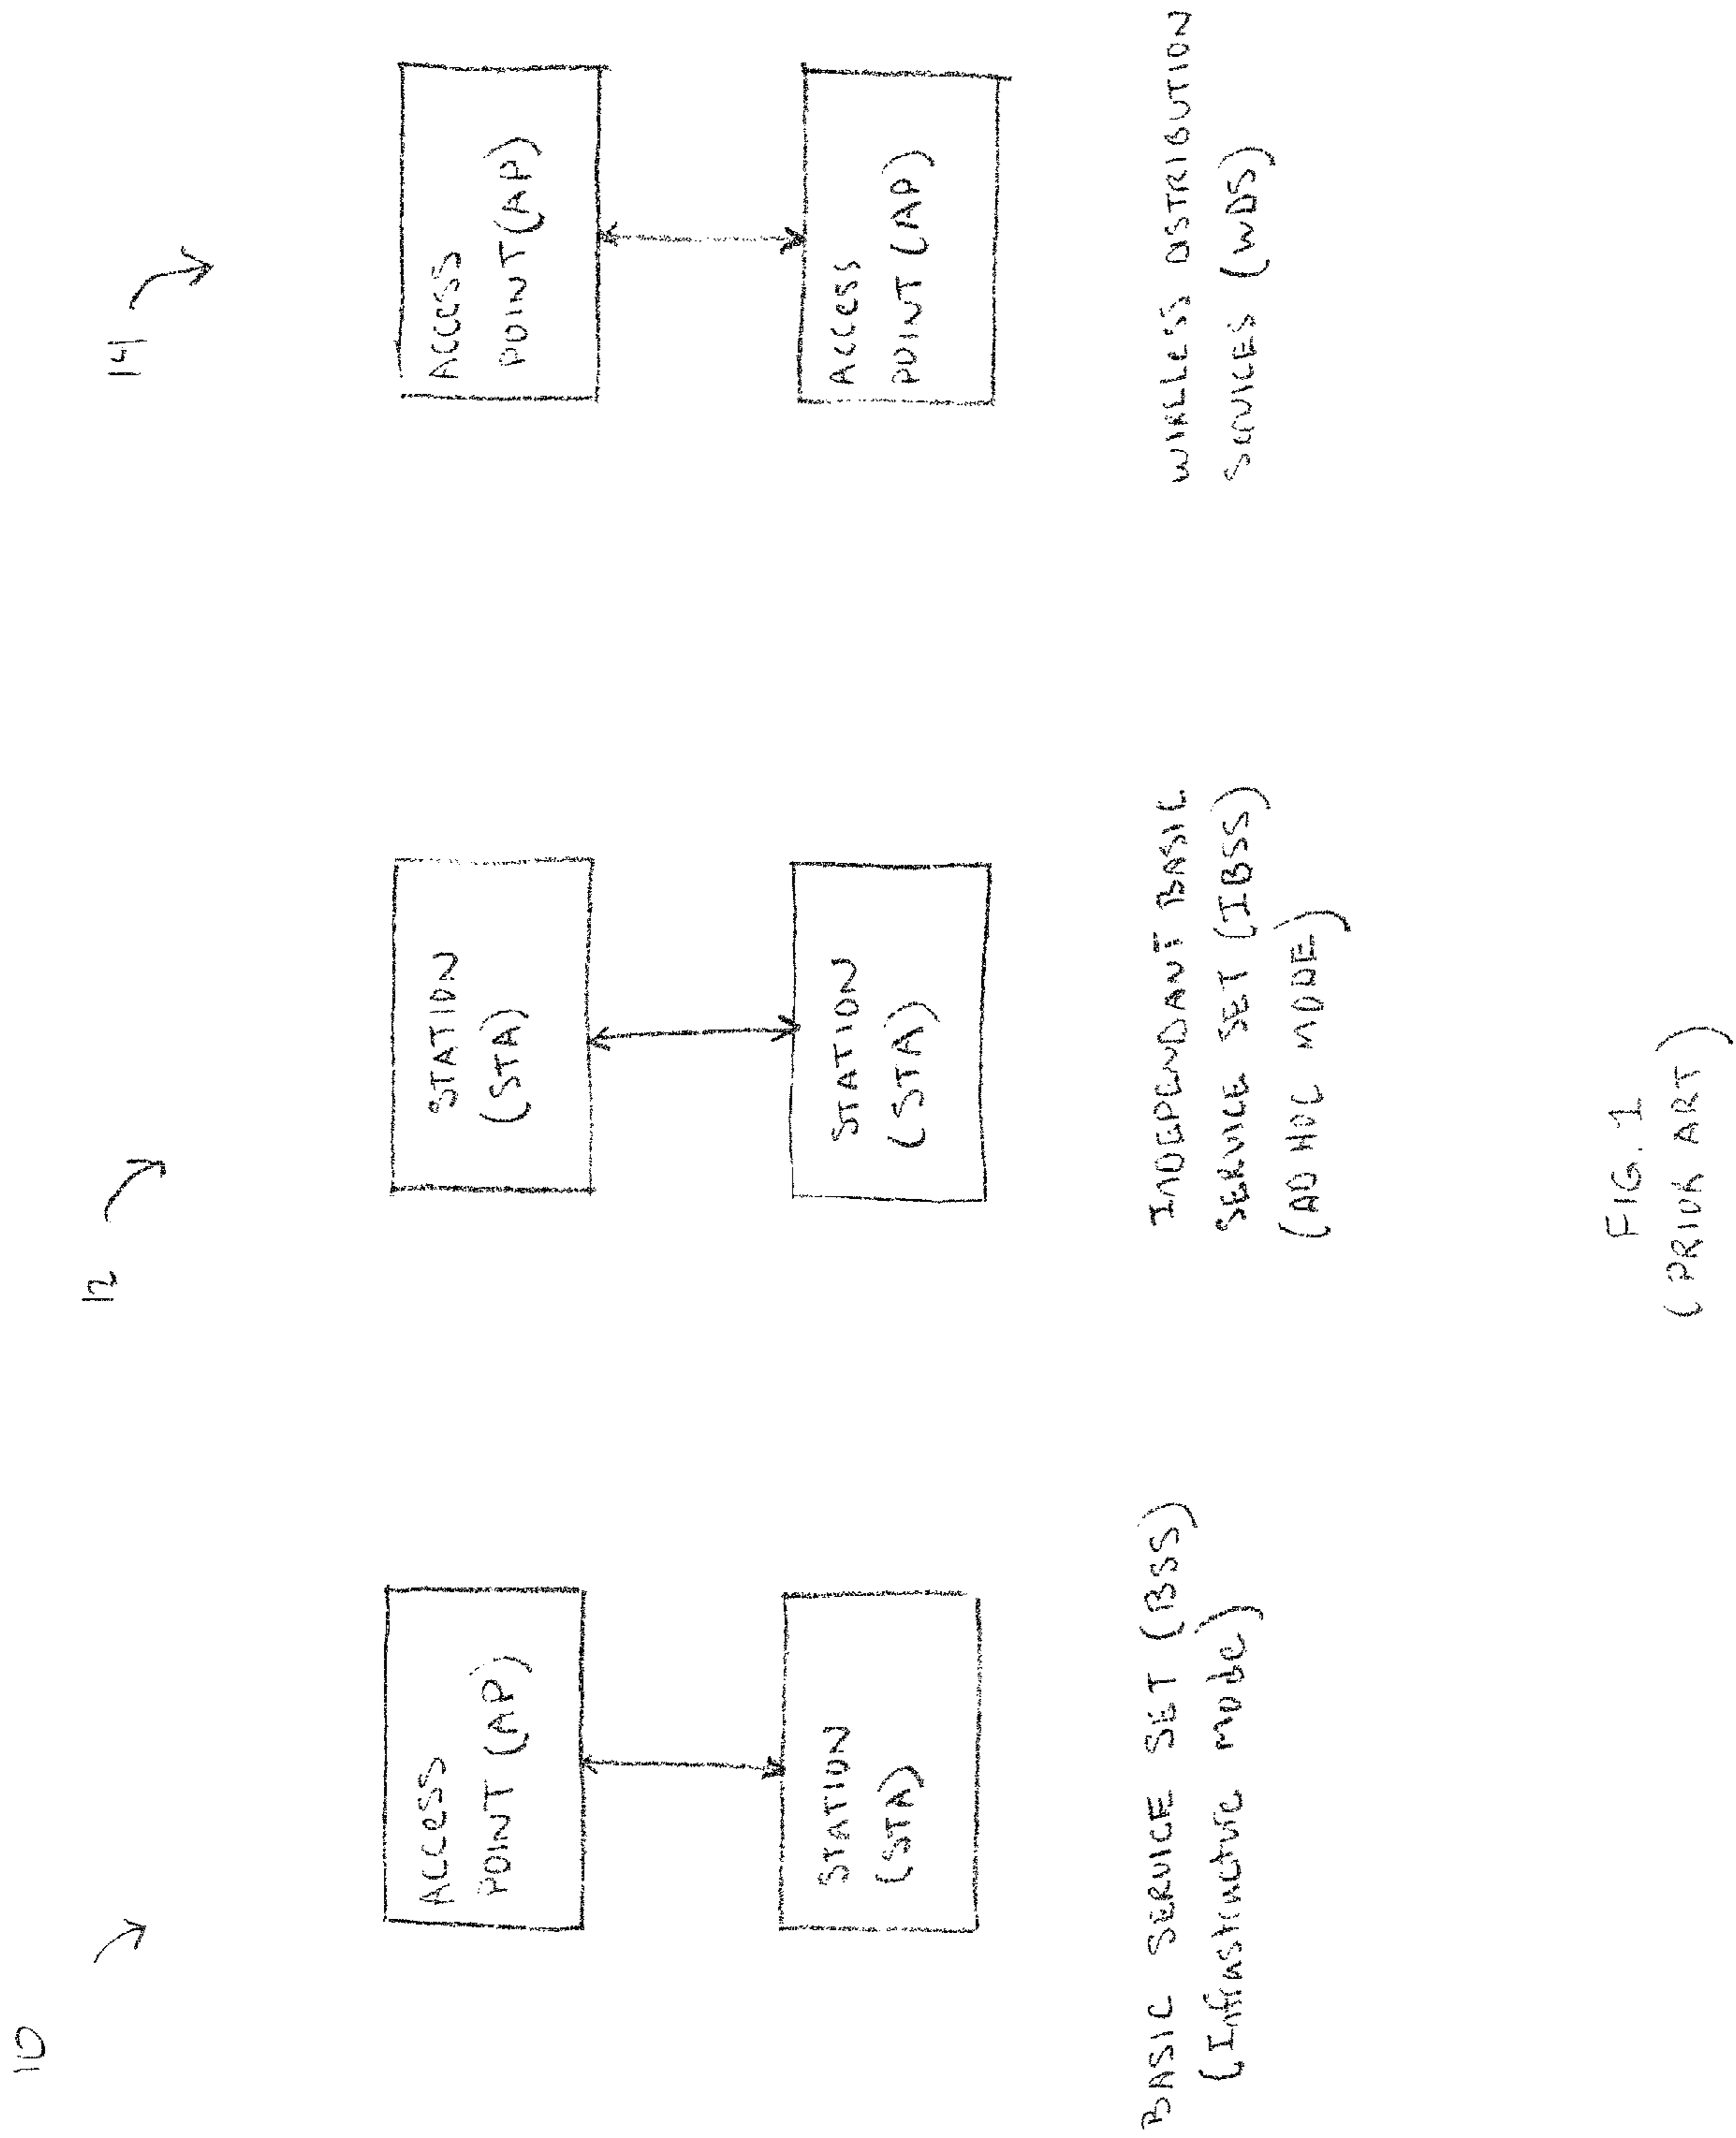 10
ACCESS
POINT (AP)
STATION
(STA)
BASIC SERVICE SET (BSS)
(Infrastructure Mode)
12
STATION
(STA)
STATION
(STA)
INDEPENDANT BASIC
SERVICE SET (IBSS)
(AD HOC MODE)
14
ACCESS
POINT (AP)
ACCESS
POINT (AP)
WIRLESS DISTRIBUTION
SERVICES (WDS)
FIG. 1
(PRIOR ART)